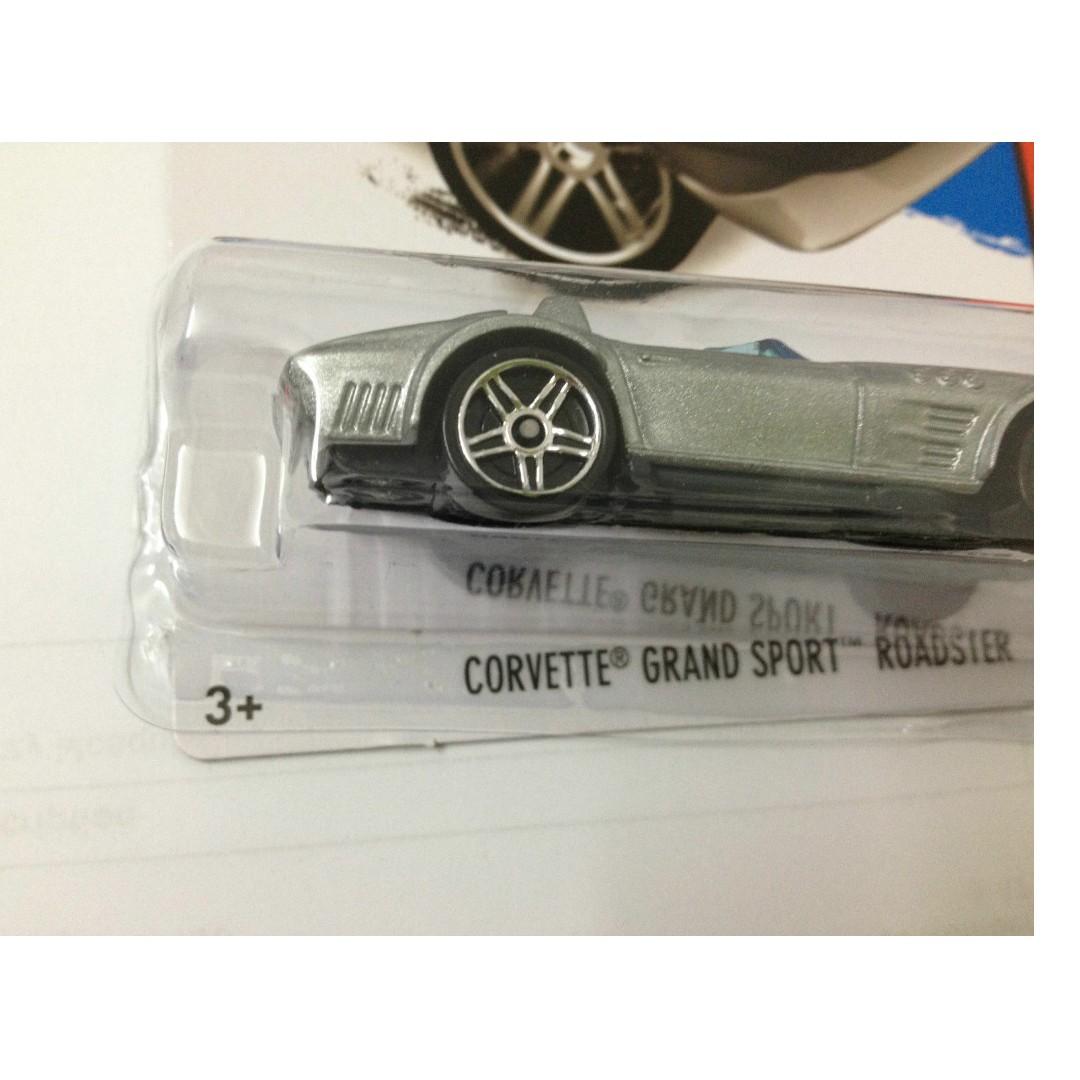 CORVETTE® GRAND SPORT™ ROADSTER
3+